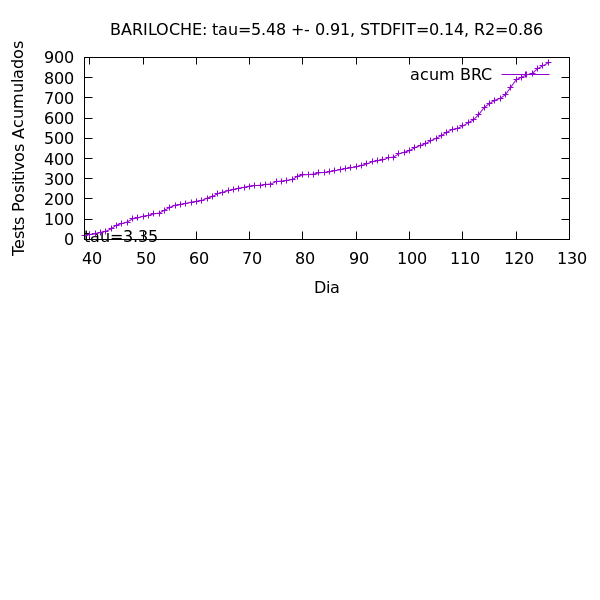 BARILOCHE: tau=5.48 +- 0.91, STDFIT=0.14, R2=0.86
Tests Positivos Acumulados
900
800
700
600
500
400
300
200
100
0
acum BRC
tau=3.35
40 50 60 70 80 90 100 110 120 130
Dia